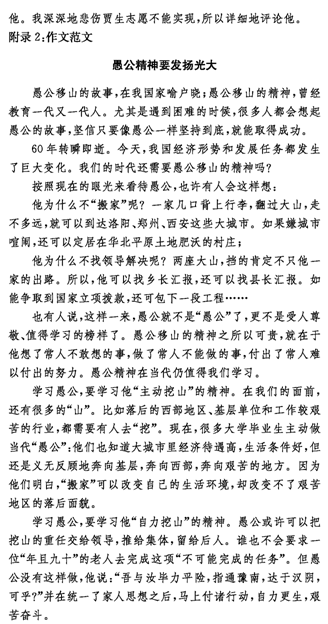 他。我深深地悲伤贾生志愿不能实现,所以详细地评论他。
附录2:作文范文
愚公精神要发扬光大
愚公移山的故事,在我国家喻户晓;愚公移山的精神,曾经
教育一代又一代人。尤其是遇到困难的时候,很多人都会想起
愚公的故事,坚信只要像愚公一样坚持到底,就能取得成功。
60年转瞬即逝。今天,我国经济形势和发展任务都发生
了巨大变化。我们的时代还需要愚公移山的精神吗?
按照现在的眼光来看待愚公,也许有人会这样想:
他为什么不“搬家”呢? 一家几口背上行李,翻过大山,走
不多远,就可以到达洛阳、郑州、西安这些大城市。如果嫌城市
喧闹,还可以定居在华北平原土地肥沃的村庄;
他为什么不找领导解决呢? 两座大山,挡的肯定不只他一
家的出路。所以,他可以找乡长汇报,还可以找县长汇报。如
能争取到国家立项拨款,还可包下一段工程……
也有人说,这样一来,愚公就不是“愚公”了,更不是受人尊
敬、值得学习的榜样了。愚公移山的精神之所以可贵,就在于
他想了常人不敢想的事,做了常人不能做的事,付出了常人难
以付出的努力。愚公精神在当代仍值得我们学习。
学习愚公,要学习他“主动挖山”的精神。在我们的面前,
还有很多的“山”。比如落后的西部地区、基层单位和工作较艰
苦的行业,都需要有人去“挖”。现在,很多大学毕业生主动做
当代“愚公”:他们也知道大城市里经济待遇高,生活条件好,但
还是义无反顾地奔向基层,奔向西部,奔向艰苦的地方。因为
他们明白,“搬家”可以改变自己的生活环境,却改变不了艰苦
地区的落后面貌。
学习愚公,要学习他“自力挖山”的精神。愚公或许可以把
挖山的重任交给领导,推给集体,留给后人。谁也不会要求一
位“年且九十”的老人去完成这项“不可能完成的任务”。但愚
公没有这样做,他说:“吾与汝毕力平险,指通豫南,达于汉阴,
可乎?”并在统一了家人思想之后,马上付诸行动,自力更生,艰
苦奋斗。